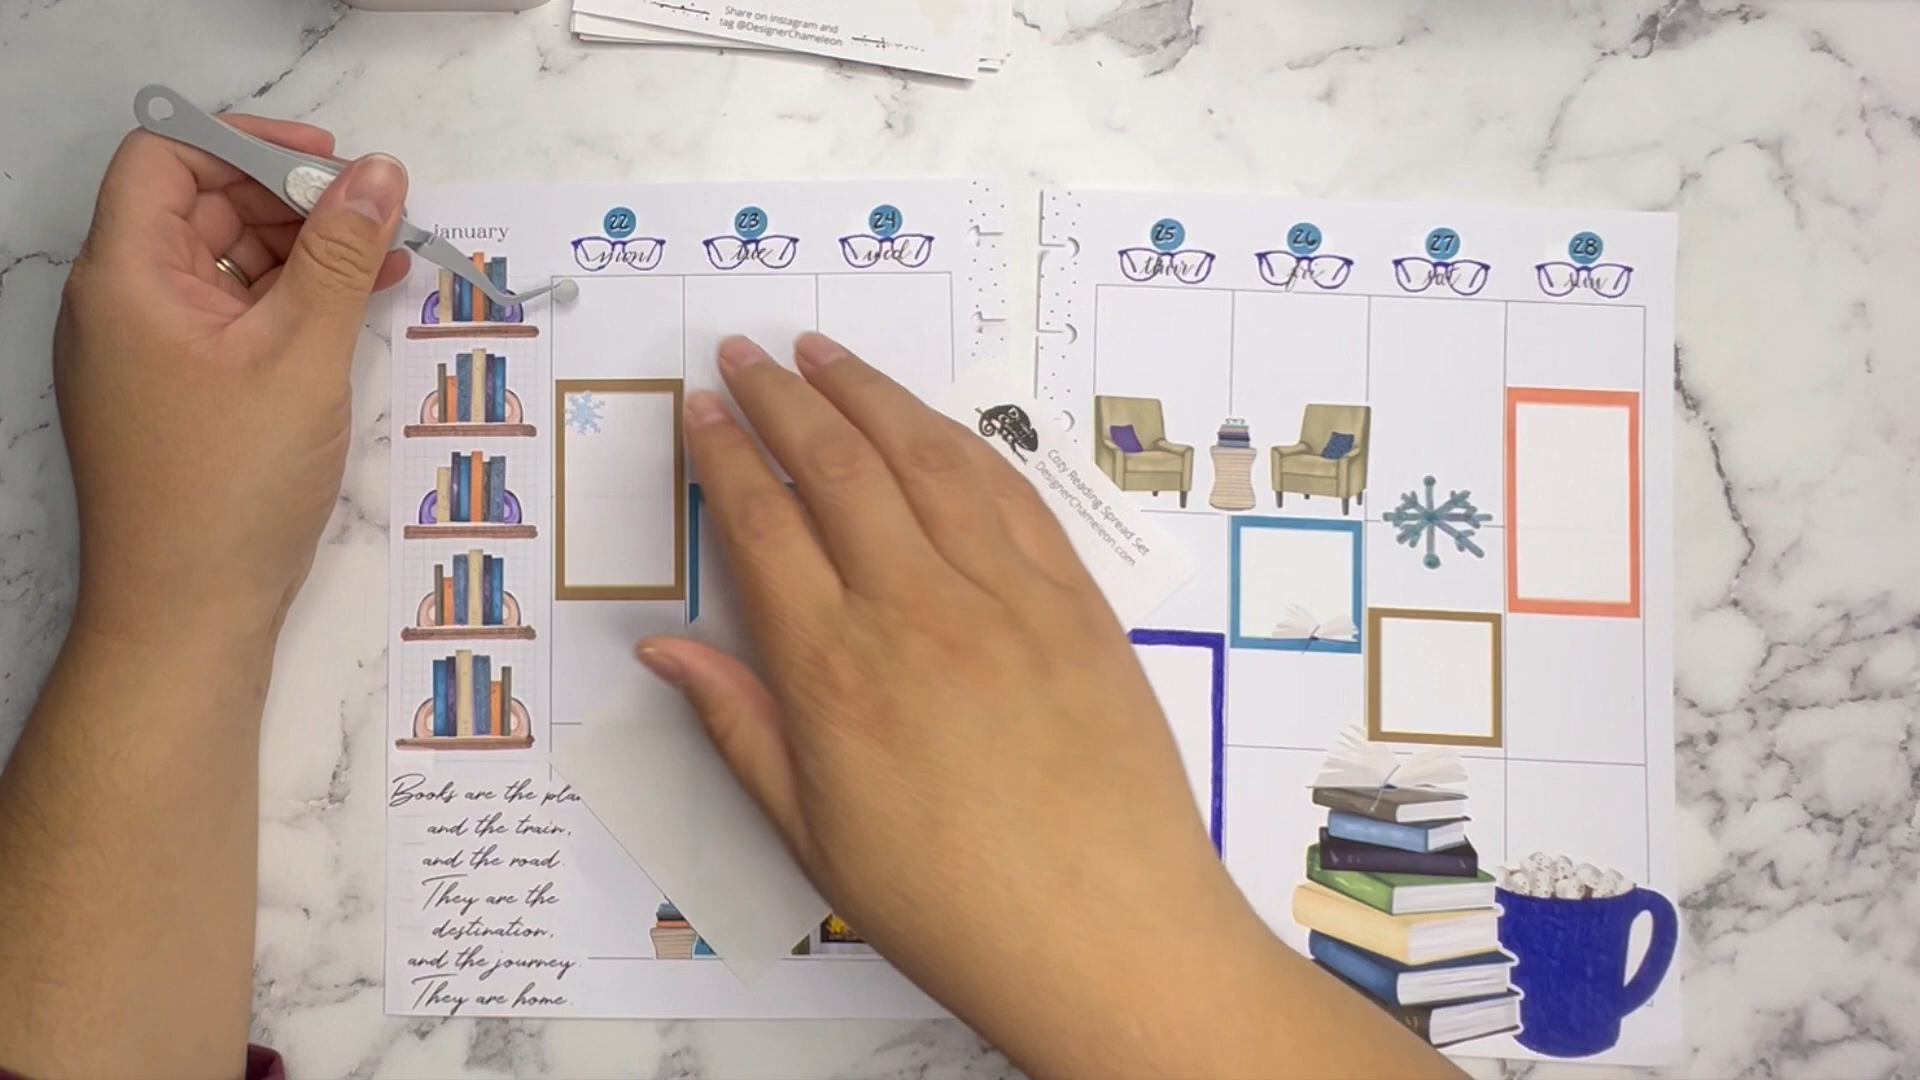 Share on Instagram and
tag @DesignerChameleon
january
22
23
24
mon
tue
wed
25
26
27
28
thur
fri
sat
sun
Cozy Reading Spread Set
DesignerChameleon.com
Books are the
and the train,
and the road.
They are the
destination,
and the journey.
They are home.